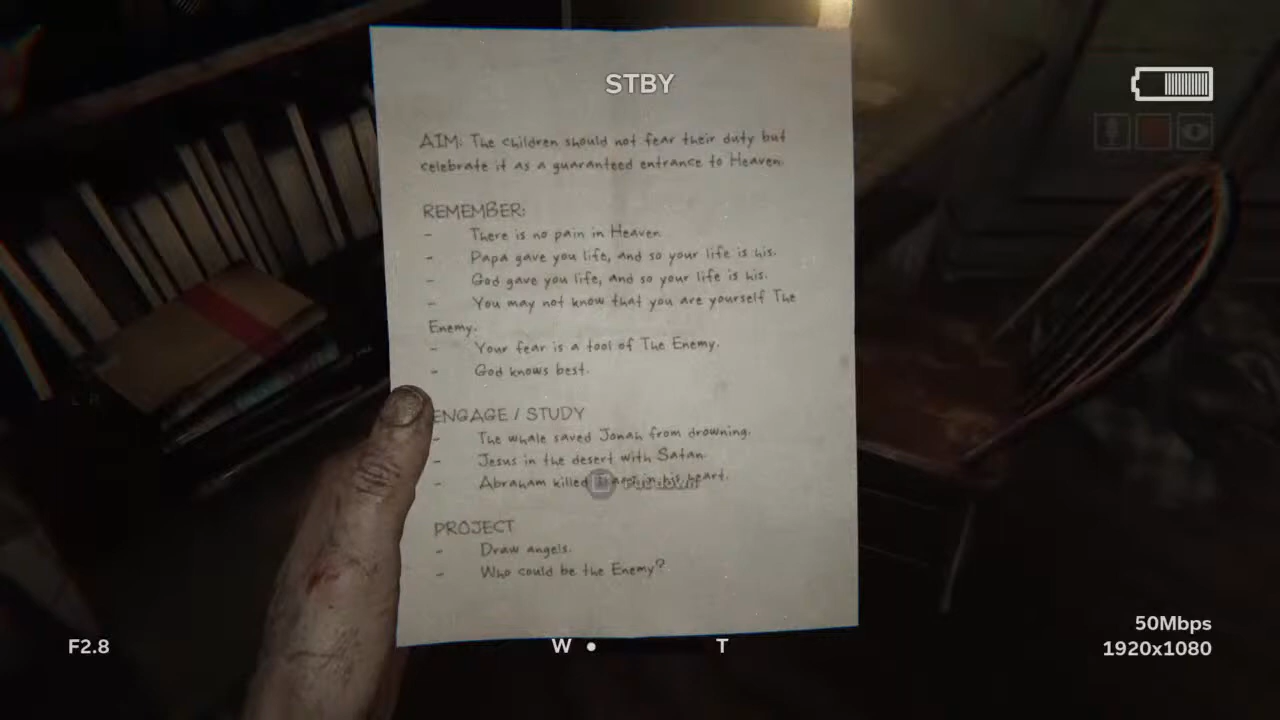 STBY
AIM: The children should not fear their duty but
celebrate it as a guaranteed entrance to Heaven.
REMEMBER:
- There is no pain in Heaven
- Papa gave you life, and so your life is his.
- God gave you life, and so your life is his.
- You may not know that you are yourself The
Enemy.
- Your fear is a tool of The Enemy.
- God knows best.
ENGAGE / STUDY
- The whale saved Jonah from drowning.
- Jesus in the desert with Satan.
- Abraham killed in his heart.
PROJECT
- Draw angels.
- Who could be the Enemy?
F2.8
W T
50Mbps
1920x1080